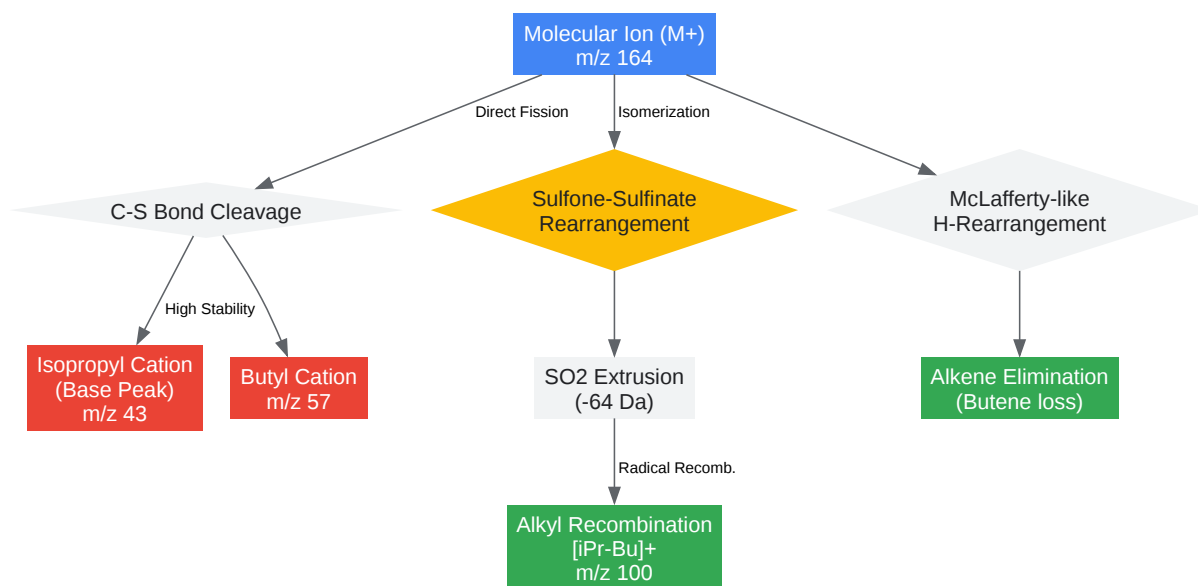 Molecular Ion (M+)
m/z 164
Direct Fission
Isomerization
C-S Bond Cleavage
Sulfone-Sulfinate
Rearrangement
McLafferty-like
H-Rearrangement
High Stability
Isopropyl Cation
(Base Peak)
m/z 43
Butyl Cation
m/z 57
SO2 Extrusion
(-64 Da)
Alkene Elimination
(Butene loss)
Radical Recomb.
Alkyl Recombination
[iPr-Bu]+
m/z 100